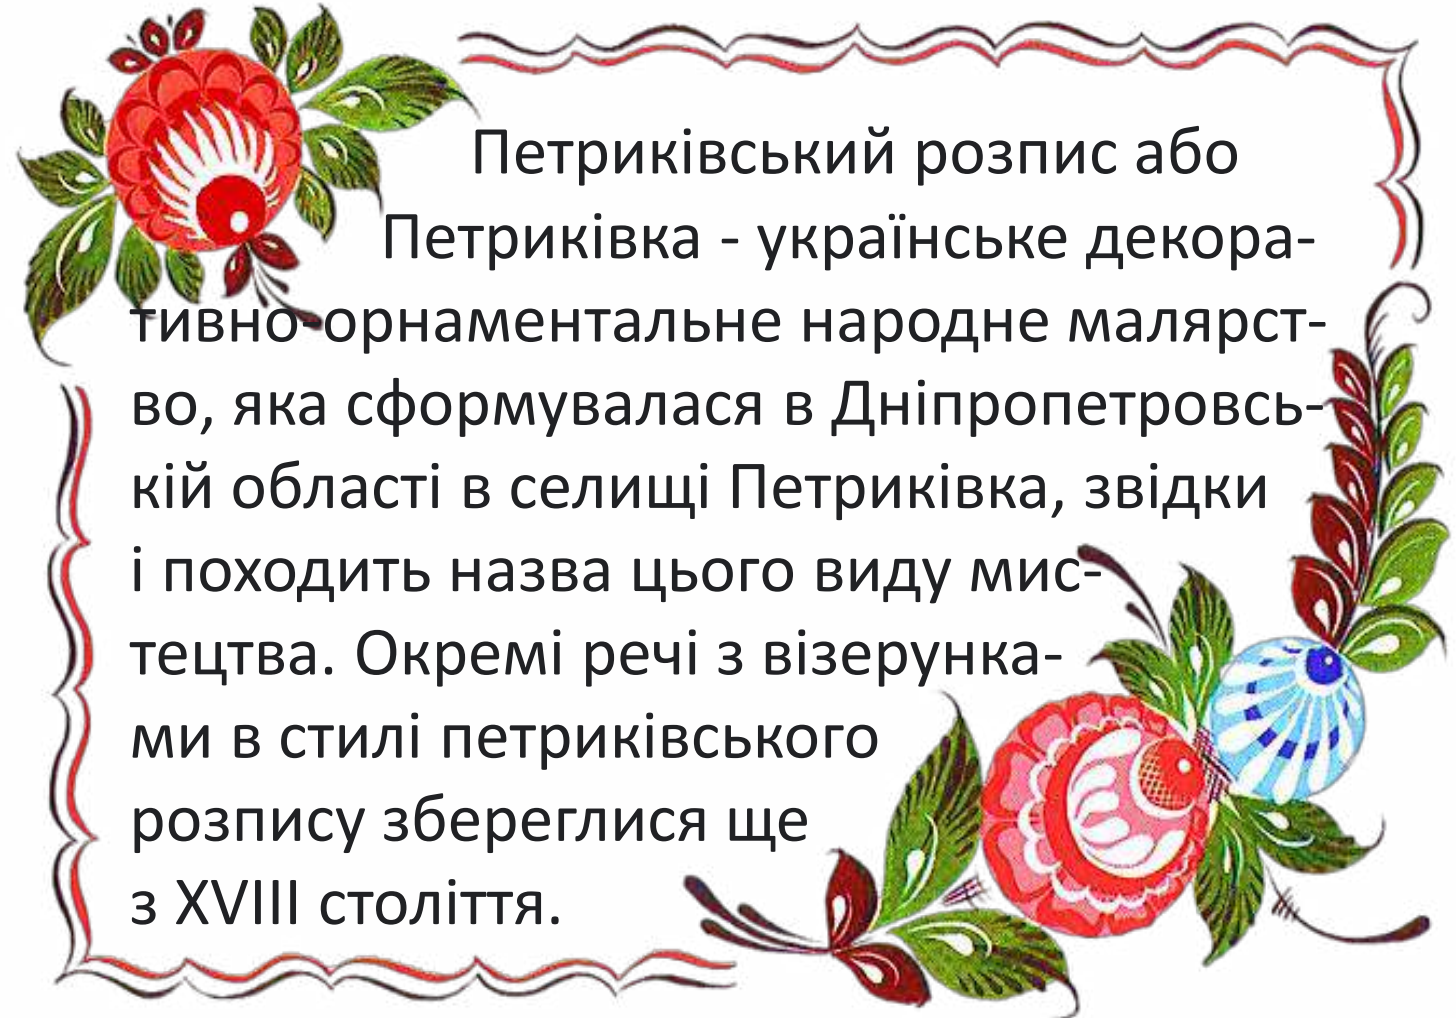 Петриківський розпис або
Петриківка - українське декора-
тивно-орнаментальне народне малярст-
во, яка сформувалася в Дніпропетровсь-
кій області в селищі Петриківка, звідки
і походить назва цього виду мис-
тецтва. Окремі речі з візерунка-
ми в стилі петриківського
розпису збереглися ще
з XVIII століття.